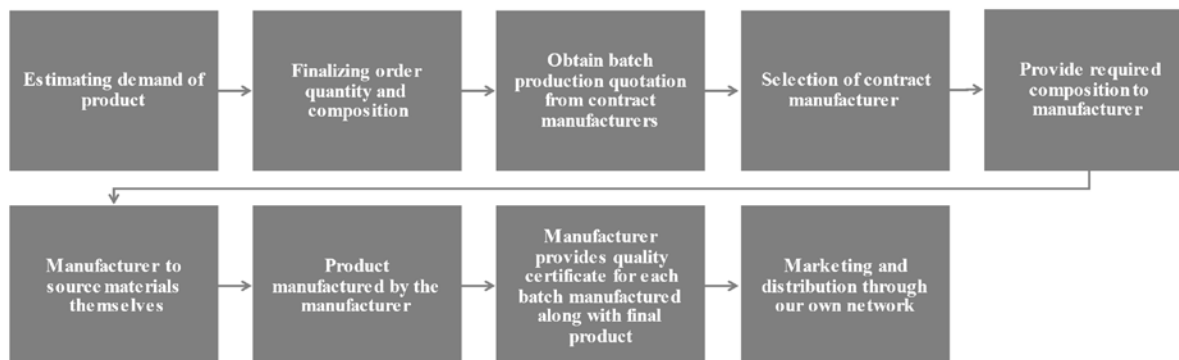 Estimating demand of
product
Finalizing order
quantity and
composition
Obtain batch
production quotation
from contract
manufacturers
Selection of contract
manufacturer
Provide required
composition to
manufacturer
Manufacturer to
source materials
themselves
Product
manufactured by the
manufacturer
Manufacturer
provides quality
certificate for each
batch manufactured
along with final
product
Marketing and
distribution through
our own network